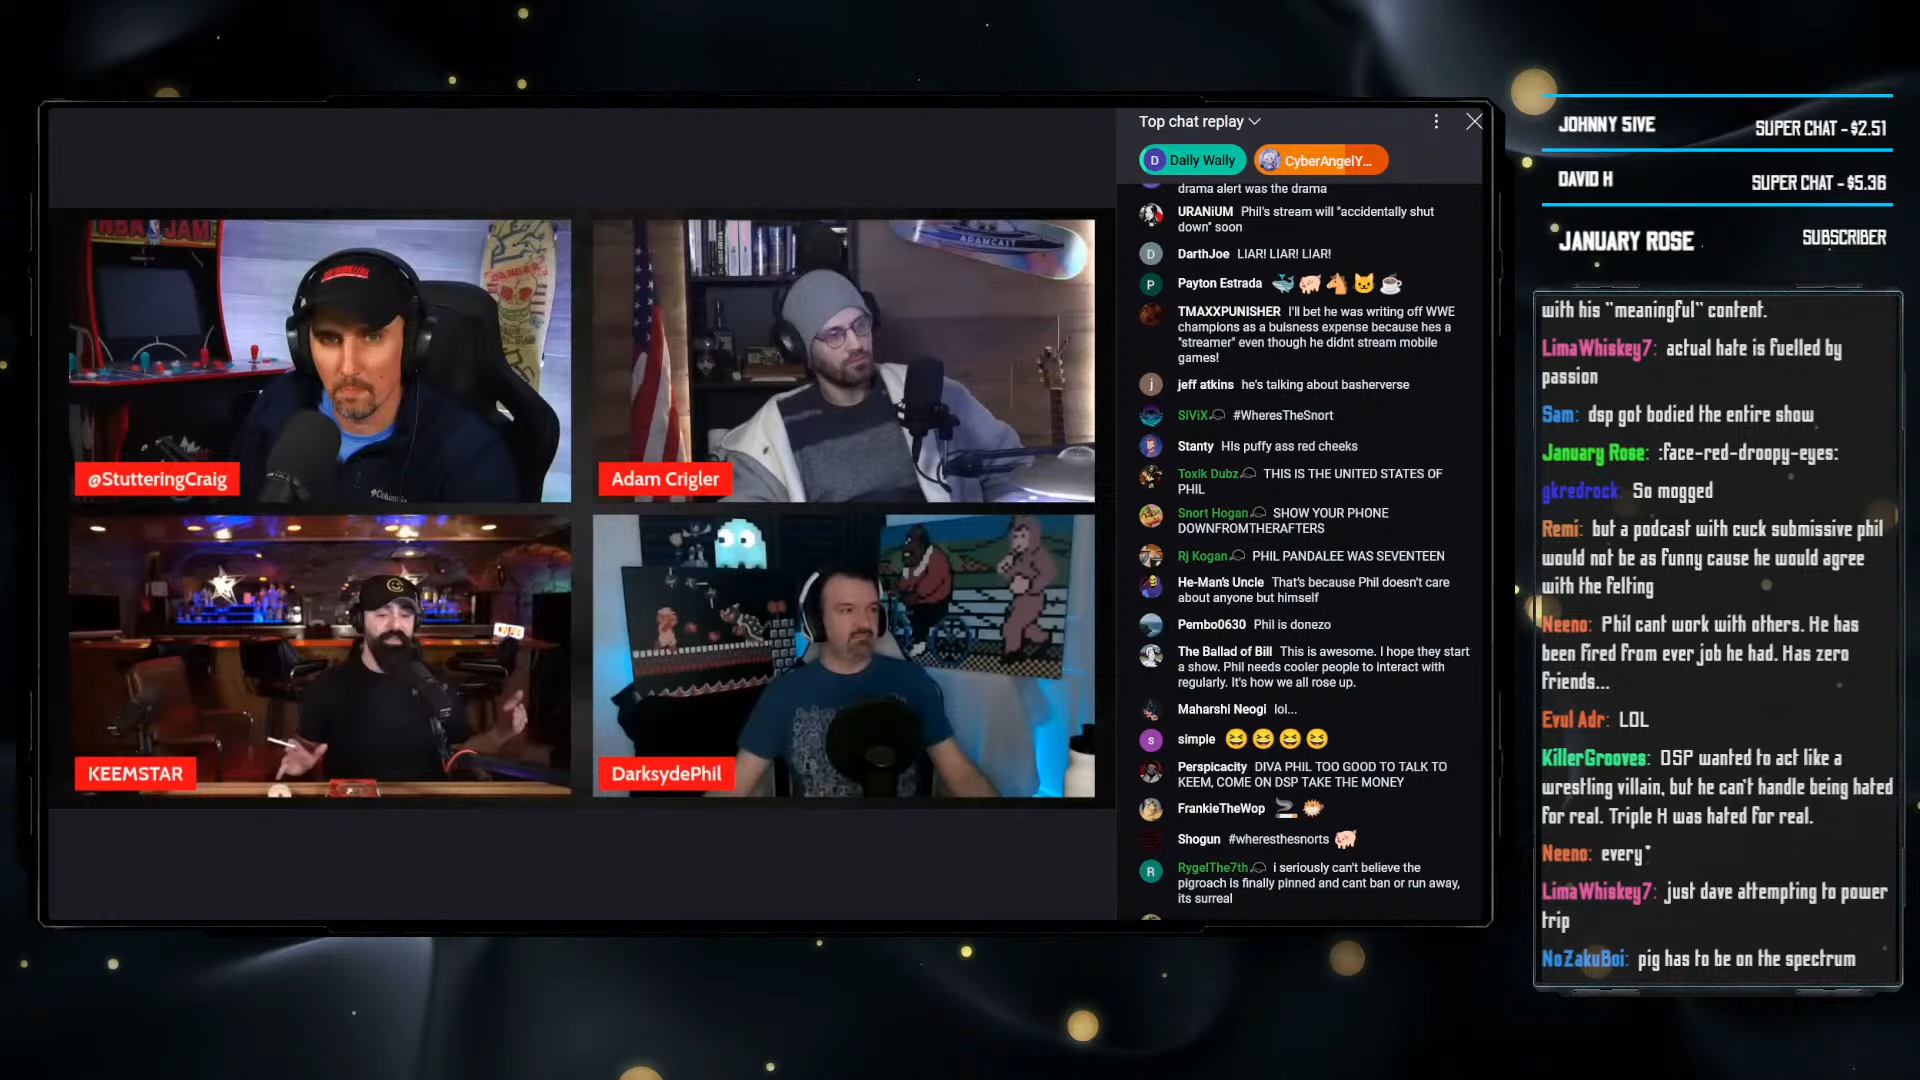 NBA JAM
ADAMCAIT
@StutteringCraig
Adam Crigler
Columbia
ON AIR
KEEMSTAR
DarksydePhil
Top chat replay
D Dally Wally
CyberAngelY...
drama alert was the drama
URANiUM Phil's stream will "accidentally shut
down" soon
D DarthJoe LIAR! LIAR! LIAR!
P Payton Estrada 🐳🐖🐴🐱☕
TMAXXPUNISHER I'll bet he was writing off WWE
champions as a buisness expense because hes a
"streamer" even though he didnt stream mobile
games!
j jeff atkins he's talking about basherverse
SiViX #WheresTheSnort
Stanty HIs puffy ass red cheeks
Toxik Dubz THIS IS THE UNITED STATES OF
PHIL
Snort Hogan SHOW YOUR PHONE
DOWNFROMTHERAFTERS
Rj Kogan PHIL PANDALEE WAS SEVENTEEN
He-Man's Uncle That's because Phil doesn't care
about anyone but himself
Pembo0630 Phil is donezo
The Ballad of Bill This is awesome. I hope they start
a show. Phil needs cooler people to interact with
regularly. It's how we all rose up.
Maharshi Neogi lol...
s simple 😆😆😆😆
Perspicacity DIVA PHIL TOO GOOD TO TALK TO
KEEM, COME ON DSP TAKE THE MONEY
FrankieTheWop 🚬🐡
Shogun #wheresthesnorts 🐖
R RygelThe7th i seriously can't believe the
pigroach is finally pinned and cant ban or run away,
its surreal
JOHNNY 5IVE SUPER CHAT - $2.51
DAVID H SUPER CHAT - $5.36
JANUARY ROSE SUBSCRIBER
with his "meaningful" content.
LimaWhiskey7: actual hate is fuelled by
passion
Sam: dsp got bodied the entire show
January Rose: :face-red-droopy-eyes:
gkredrock: So mogged
Remi: but a podcast with cuck submissive phil
would not be as funny cause he would agree
with the felting
Neeno: Phil cant work with others. He has
been fired from ever job he had. Has zero
friends...
Evul Adr: LOL
KillerGrooves: DSP wanted to act like a
wrestling villain, but he can't handle being hated
for real. Triple H was hated for real.
Neeno: every*
LimaWhiskey7: just dave attempting to power
trip
NoZakuBoi: pig has to be on the spectrum